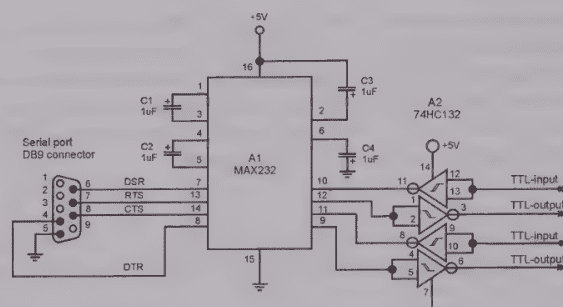 +5V
16
1
C1
1uF
3
4
C2
1uF
5
C3
1uF
2
6
C4
1uF
A1
MAX232
A2
74HC132
+5V
14
Serial port
DB9 connector
1
2
3
4
5
6
7
8
9
DSR
RTS
CTS
DTR
7
13
14
8
15
10
12
11
9
11
12
13
TTL-input
1
2
3
TTL-output
8
9
10
TTL-input
4
5
6
TTL-output
7